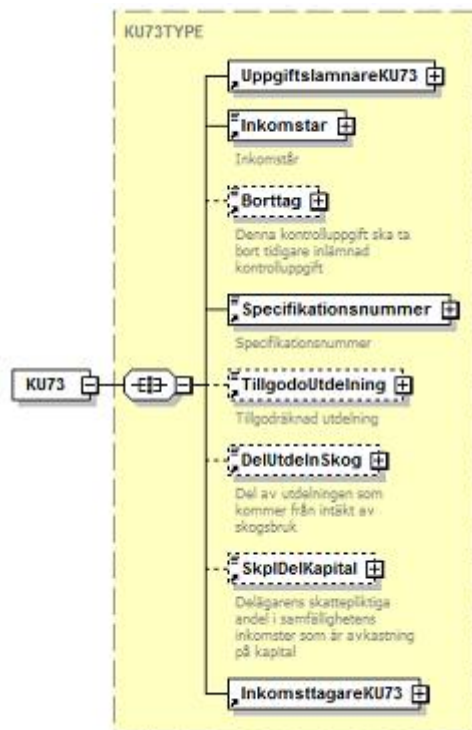 KU73TYPE
UppgiftslamnareKU73
Inkomstar
Inkomstår
Borttag
Denna kontrolluppgift ska ta
bort tidigare inlämnad
kontrolluppgift
Specifikationsnummer
Specifikationsnummer
KU73
TillgodoUtdelning
Tillgodräknad utdelning
DelUtdelnSkog
Del av utdelningen som
kommer från intäkt av
skogsbruk
SkplDelKapital
Delägarens skattepliktiga
andel i samfällighetens
inkomster som är avkastning
på kapital
InkomsttagareKU73